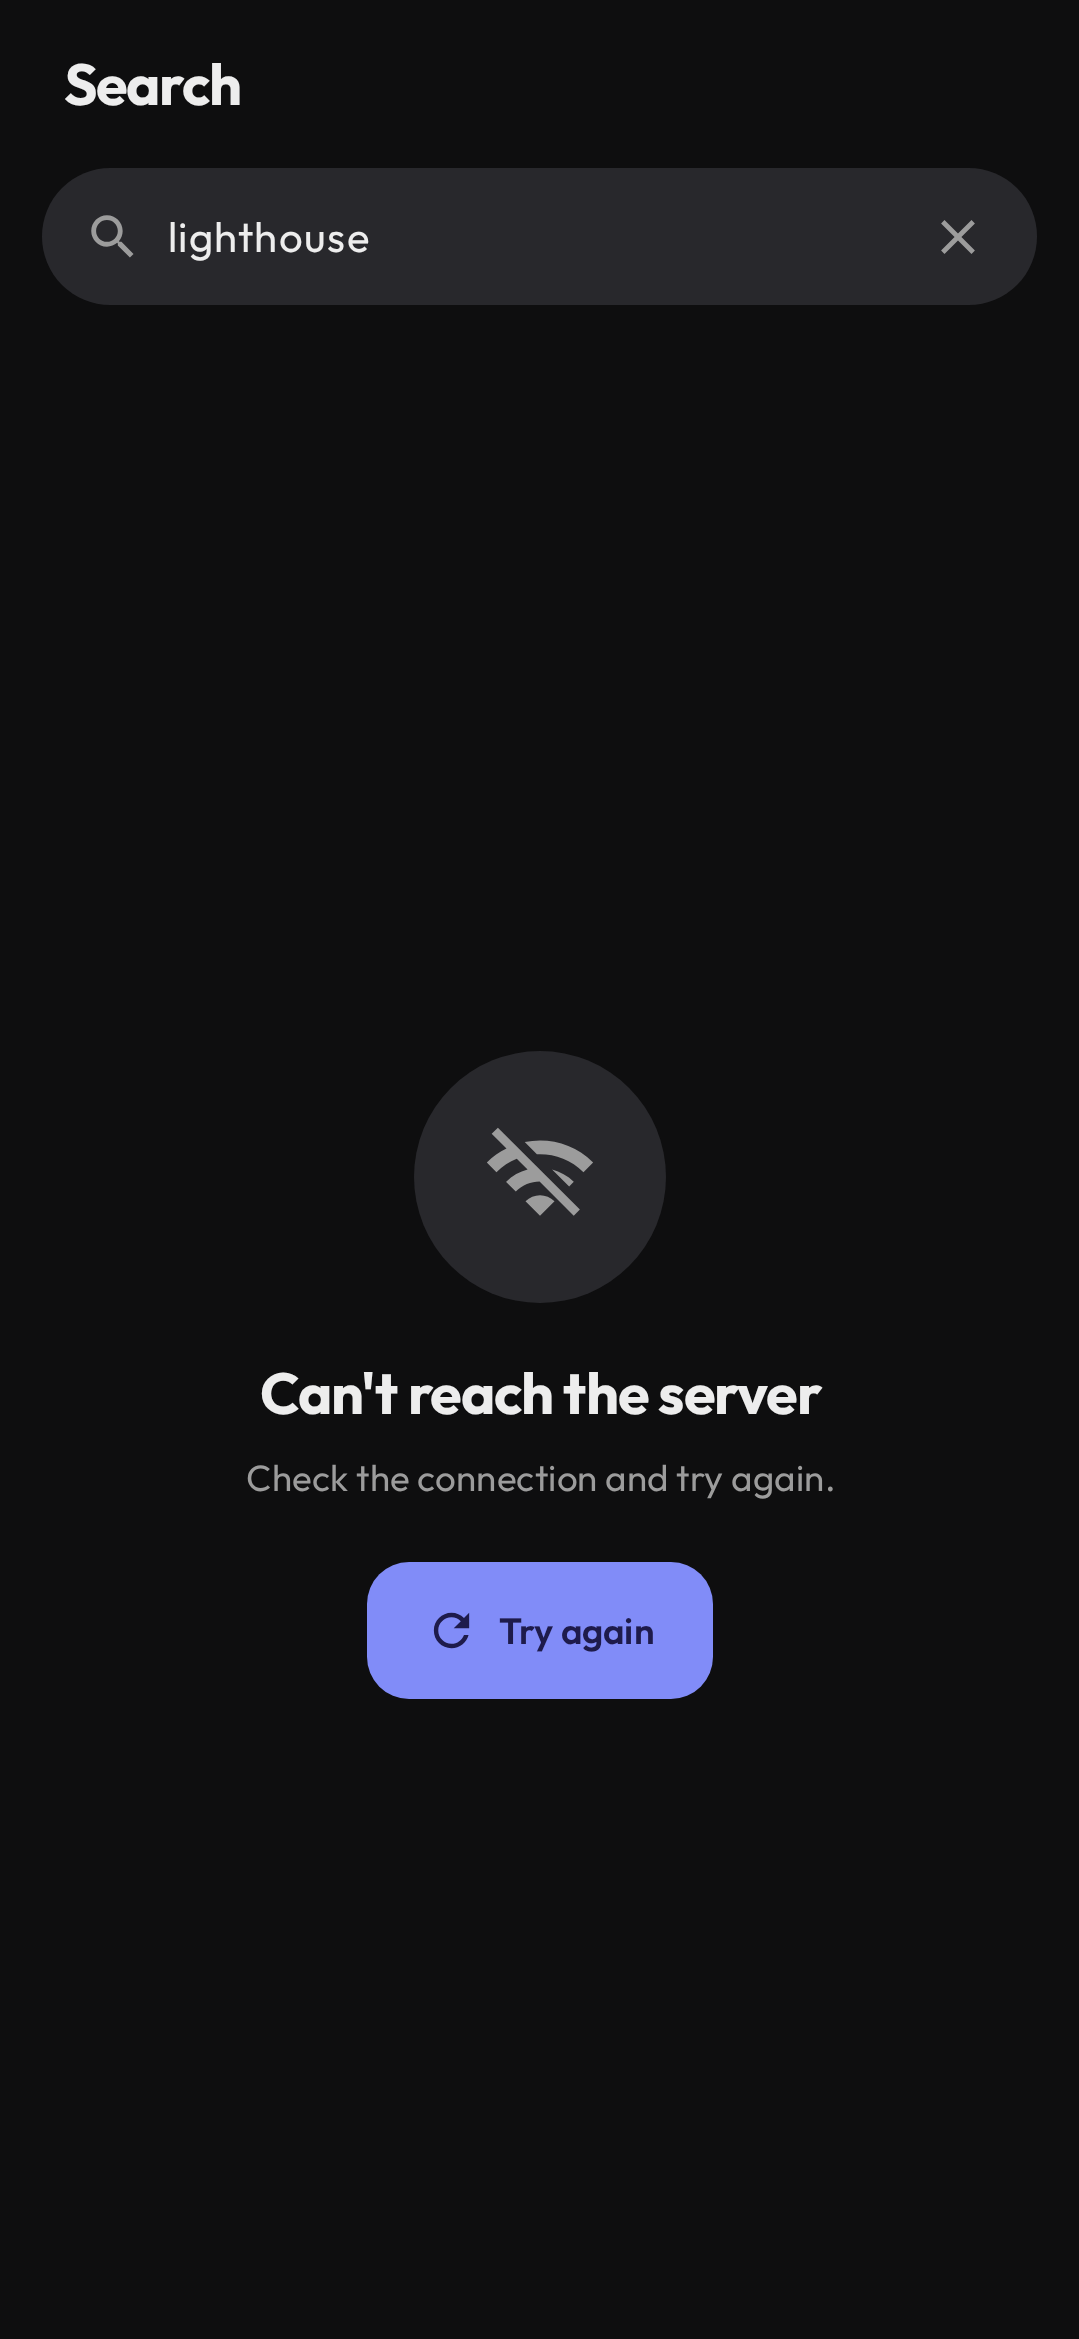 Search
lighthouse
Can't reach the server
Check the connection and try again.
Try again